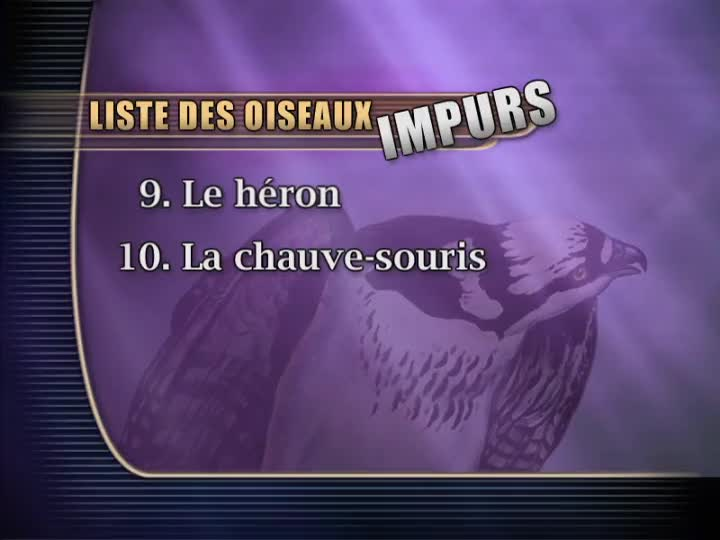 LISTE DES OISEAUX IMPURS
9. Le héron
10. La chauve-souris